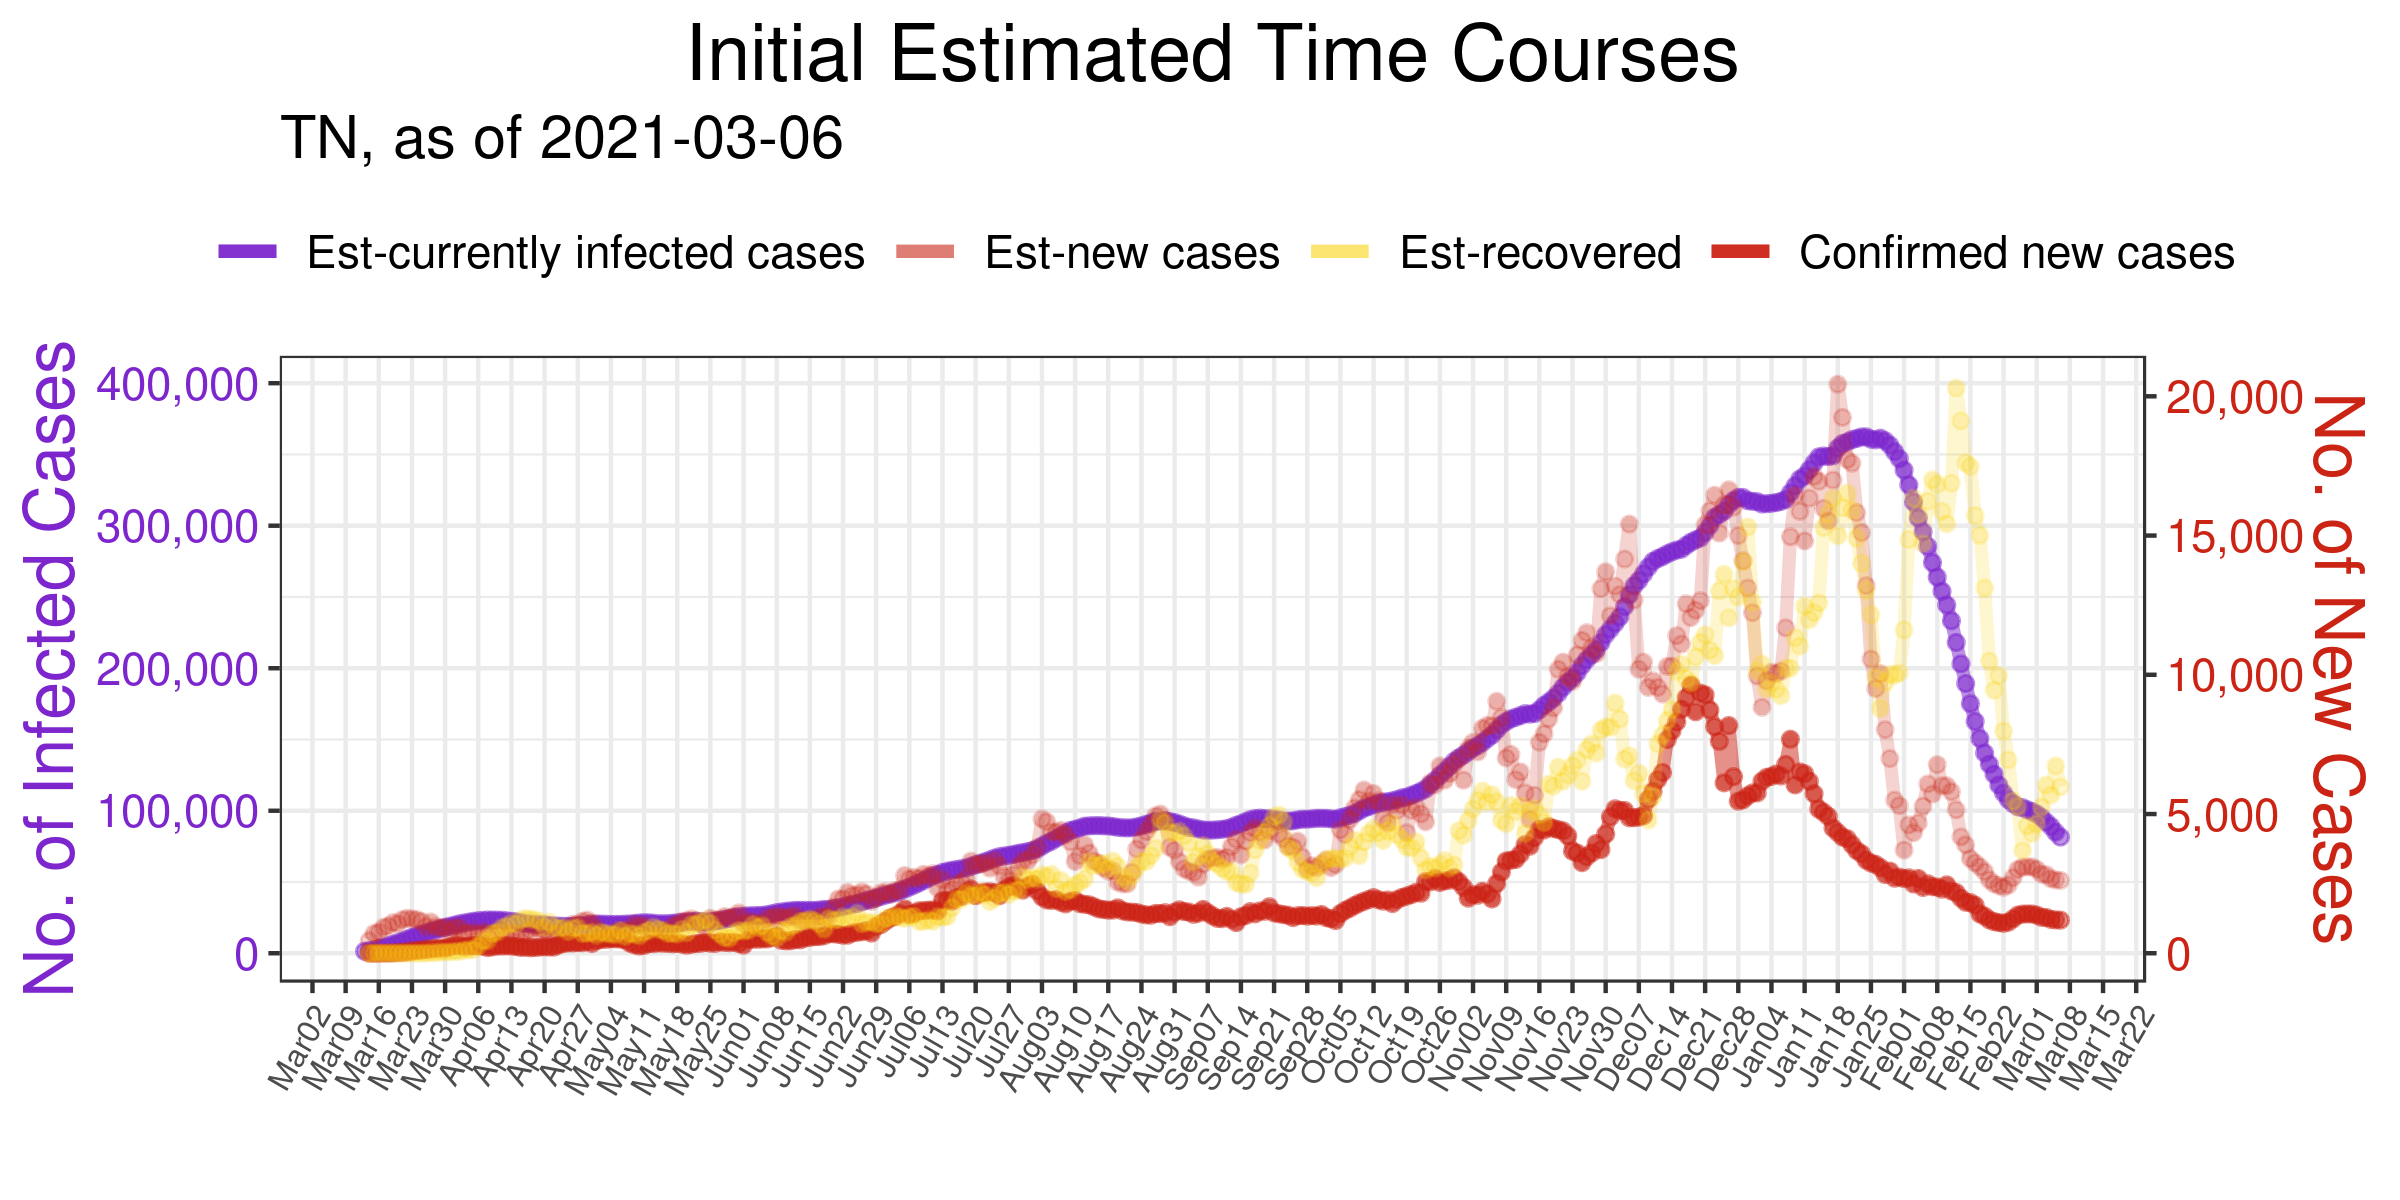 Initial Estimated Time Courses
TN, as of 2021-03-06
Est-currently infected cases
Est-new cases
Est-recovered
Confirmed new cases
No. of Infected Cases
400,000
300,000
200,000
100,000
0
20,000
15,000
10,000
5,000
0
No. of New Cases
Mar02
Mar09
Mar16
Mar23
Mar30
Apr06
Apr13
Apr20
Apr27
May04
May11
May18
May25
Jun01
Jun08
Jun15
Jun22
Jun29
Jul06
Jul13
Jul20
Jul27
Aug03
Aug10
Aug17
Aug24
Aug31
Sep07
Sep14
Sep21
Sep28
Oct05
Oct12
Oct19
Oct26
Nov02
Nov09
Nov16
Nov23
Nov30
Dec07
Dec14
Dec21
Dec28
Jan04
Jan11
Jan18
Jan25
Feb01
Feb08
Feb15
Feb22
Mar01
Mar08
Mar15
Mar22